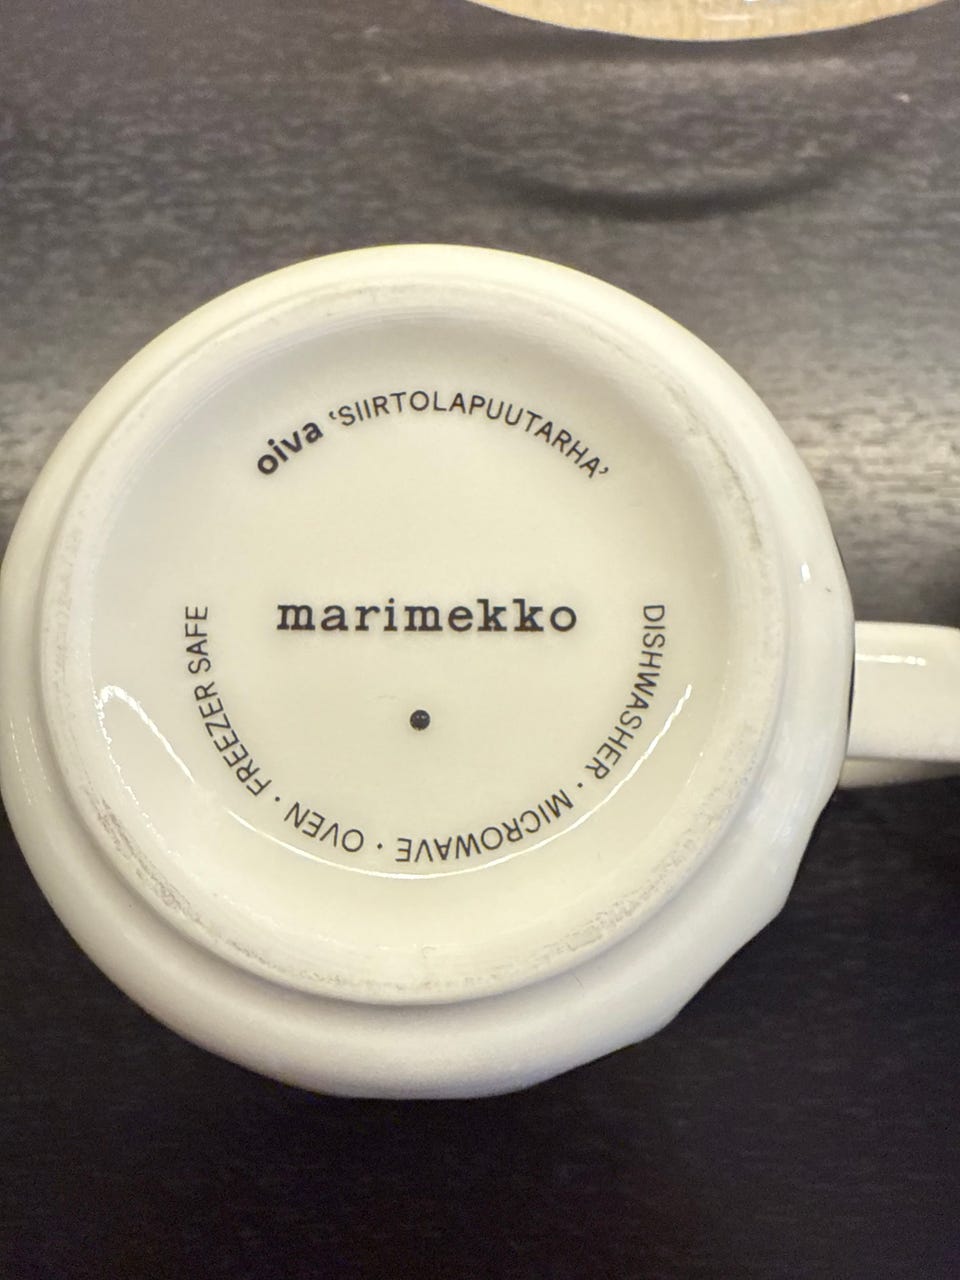 oiva ‘SIIRTOLAPUUTARHA’
marimekko
DISHWASHER · MICROWAVE · OVEN · FREEZER SAFE